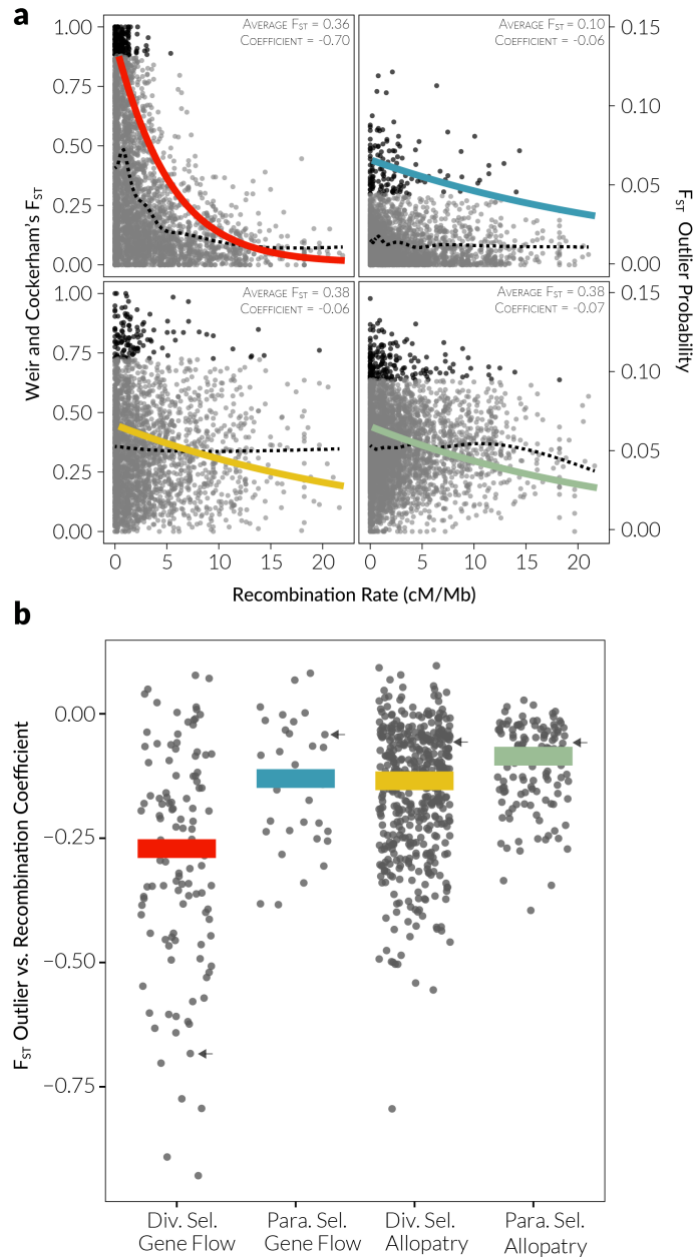 a
AVERAGE FST = 0.36
COEFFICIENT = -0.70
AVERAGE FST = 0.10
COEFFICIENT = -0.06
1.00
0.75
0.50
0.25
0.00
0.15
0.10
0.05
0.00
AVERAGE FST = 0.38
COEFFICIENT = -0.06
AVERAGE FST = 0.38
COEFFICIENT = -0.07
1.00
0.75
0.50
0.25
0.00
0.15
0.10
0.05
0.00
Weir and Cockerham's FST
FST Outlier Probability
0 5 10 15 20
0 5 10 15 20
Recombination Rate (cM/Mb)
b
FST Outlier vs. Recombination Coefficient
0.00
−0.25
−0.50
−0.75
Div. Sel.
Gene Flow
Para. Sel.
Gene Flow
Div. Sel.
Allopatry
Para. Sel.
Allopatry